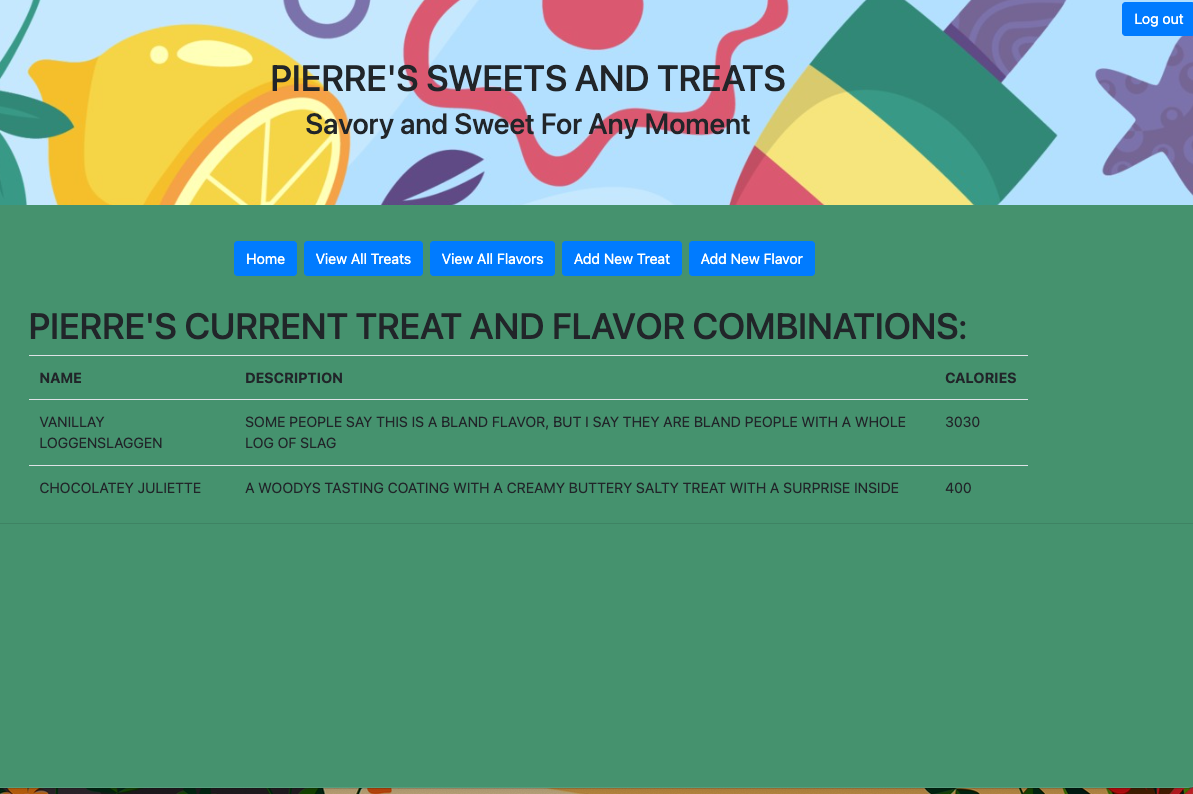 Log out
PIERRE'S SWEETS AND TREATS
Savory and Sweet For Any Moment
Home View All Treats View All Flavors Add New Treat Add New Flavor
PIERRE'S CURRENT TREAT AND FLAVOR COMBINATIONS:
NAME DESCRIPTION CALORIES
VANILLAY SOME PEOPLE SAY THIS IS A BLAND FLAVOR, BUT I SAY THEY ARE BLAND PEOPLE WITH A WHOLE 3030
LOGGENSLAGGEN LOG OF SLAG
CHOCOLATEY JULIETTE A WOODYS TASTING COATING WITH A CREAMY BUTTERY SALTY TREAT WITH A SURPRISE INSIDE 400